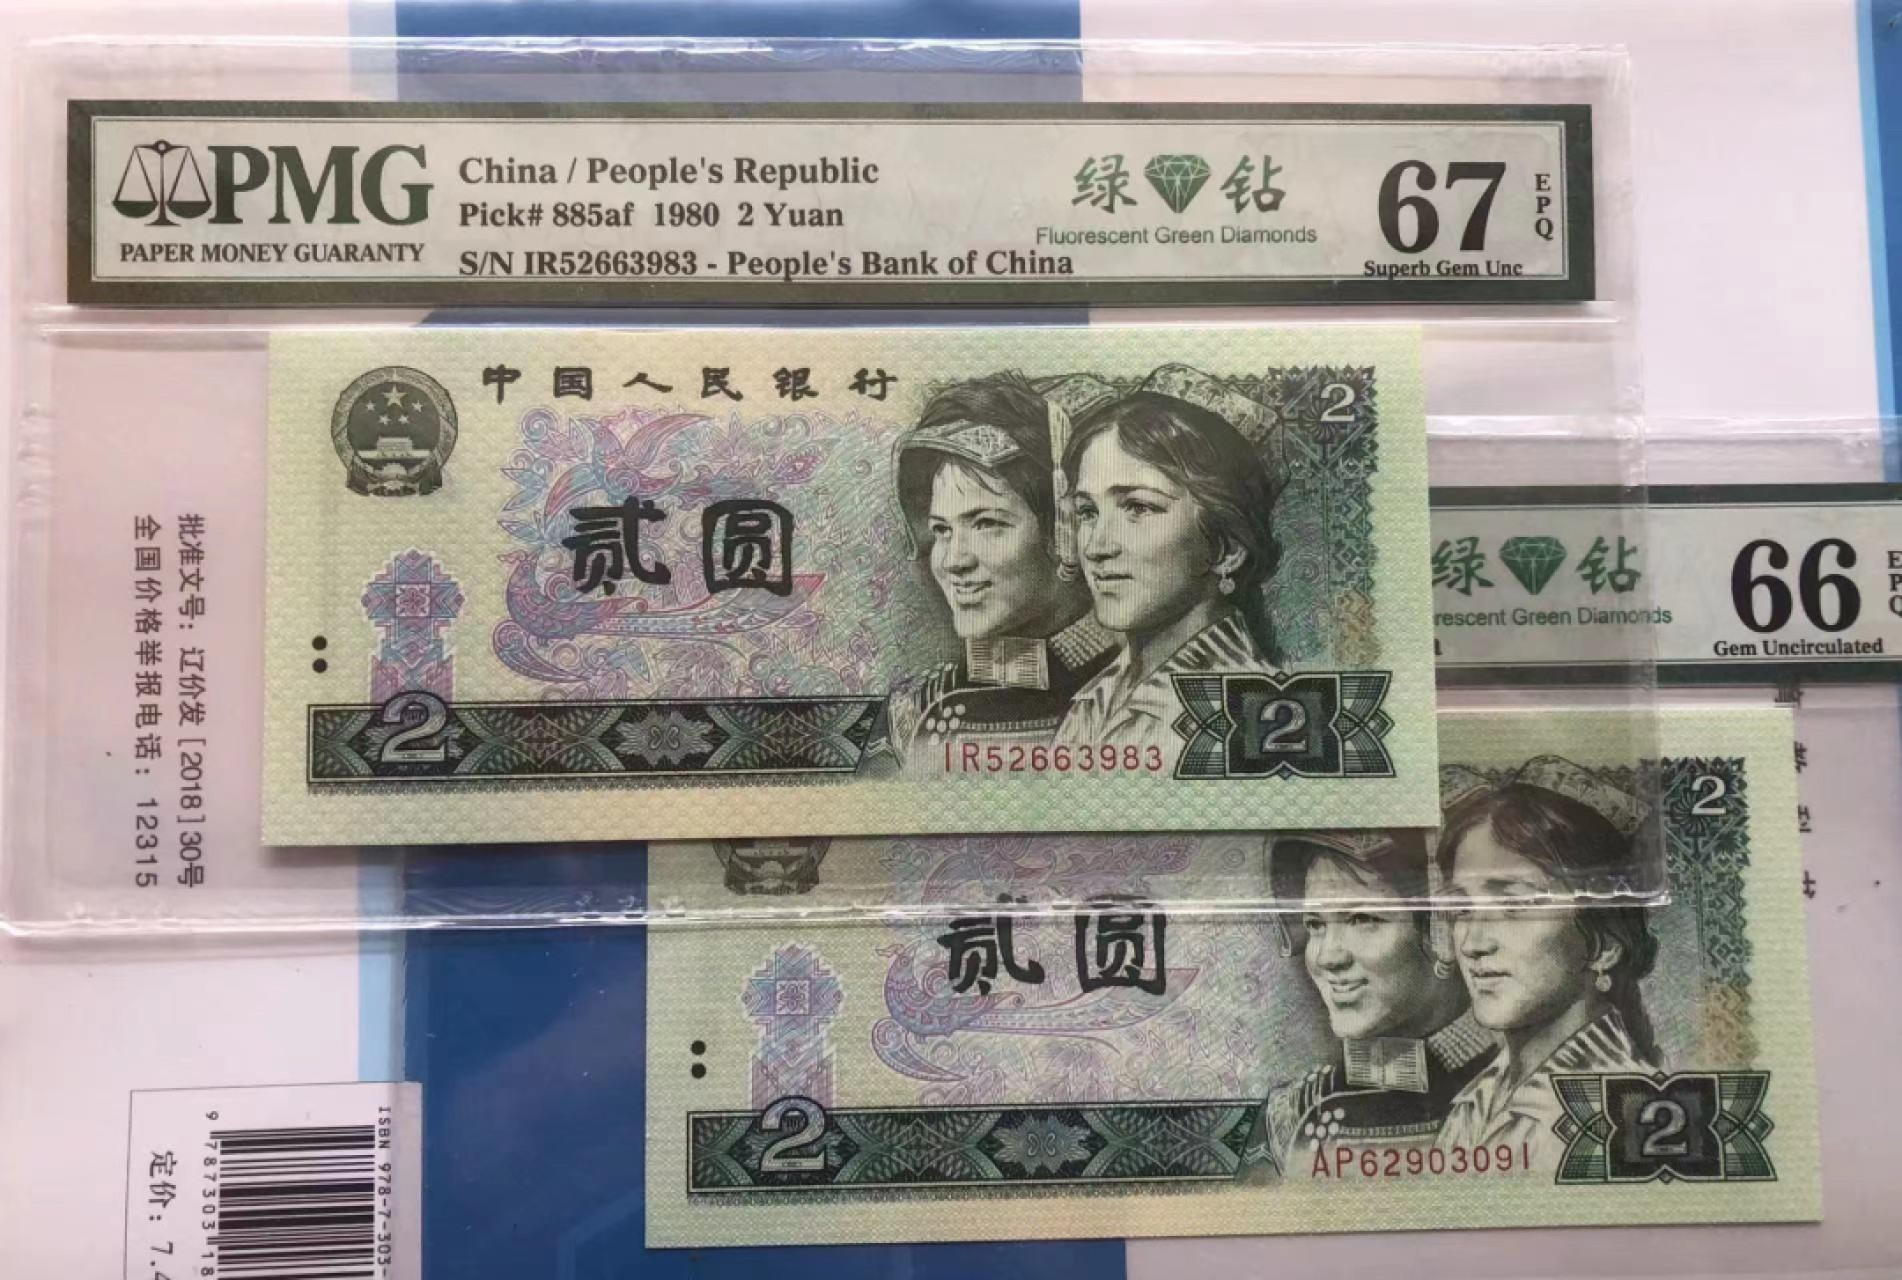 PMG
PAPER MONEY GUARANTY
China / People's Republic
Pick# 885af 1980 2 Yuan
S/N IR52663983 - People's Bank of China
绿 钻
Fluorescent Green Diamonds
67
EPQ
Superb Gem Unc
中国人民银行
2
贰圆
2
IR52663983
2
批准文号：辽价发[2018]30号
全国价格举报电话：12315
绿 钻
rescent Green Diamonds
66
Gem Uncirculated
2
贰圆
2
AP62903091
2
ISBN 978-7-303-
9 787303 18
定价：7.4